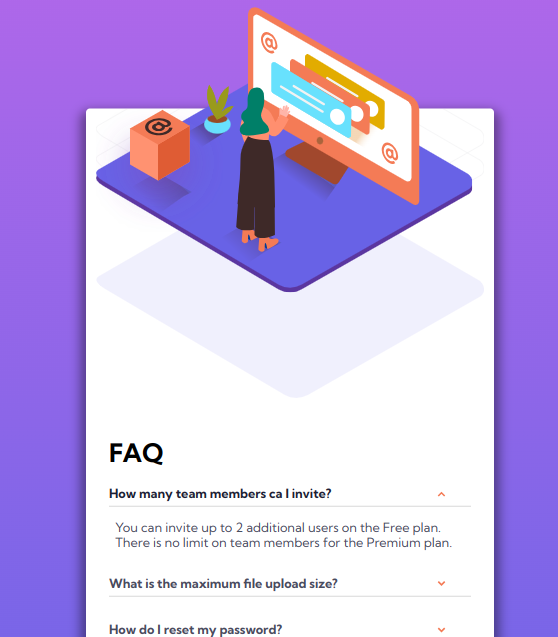 @
@
@
FAQ
How many team members ca I invite?
You can invite up to 2 additional users on the Free plan.
There is no limit on team members for the Premium plan.
What is the maximum file upload size?
How do I reset my password?